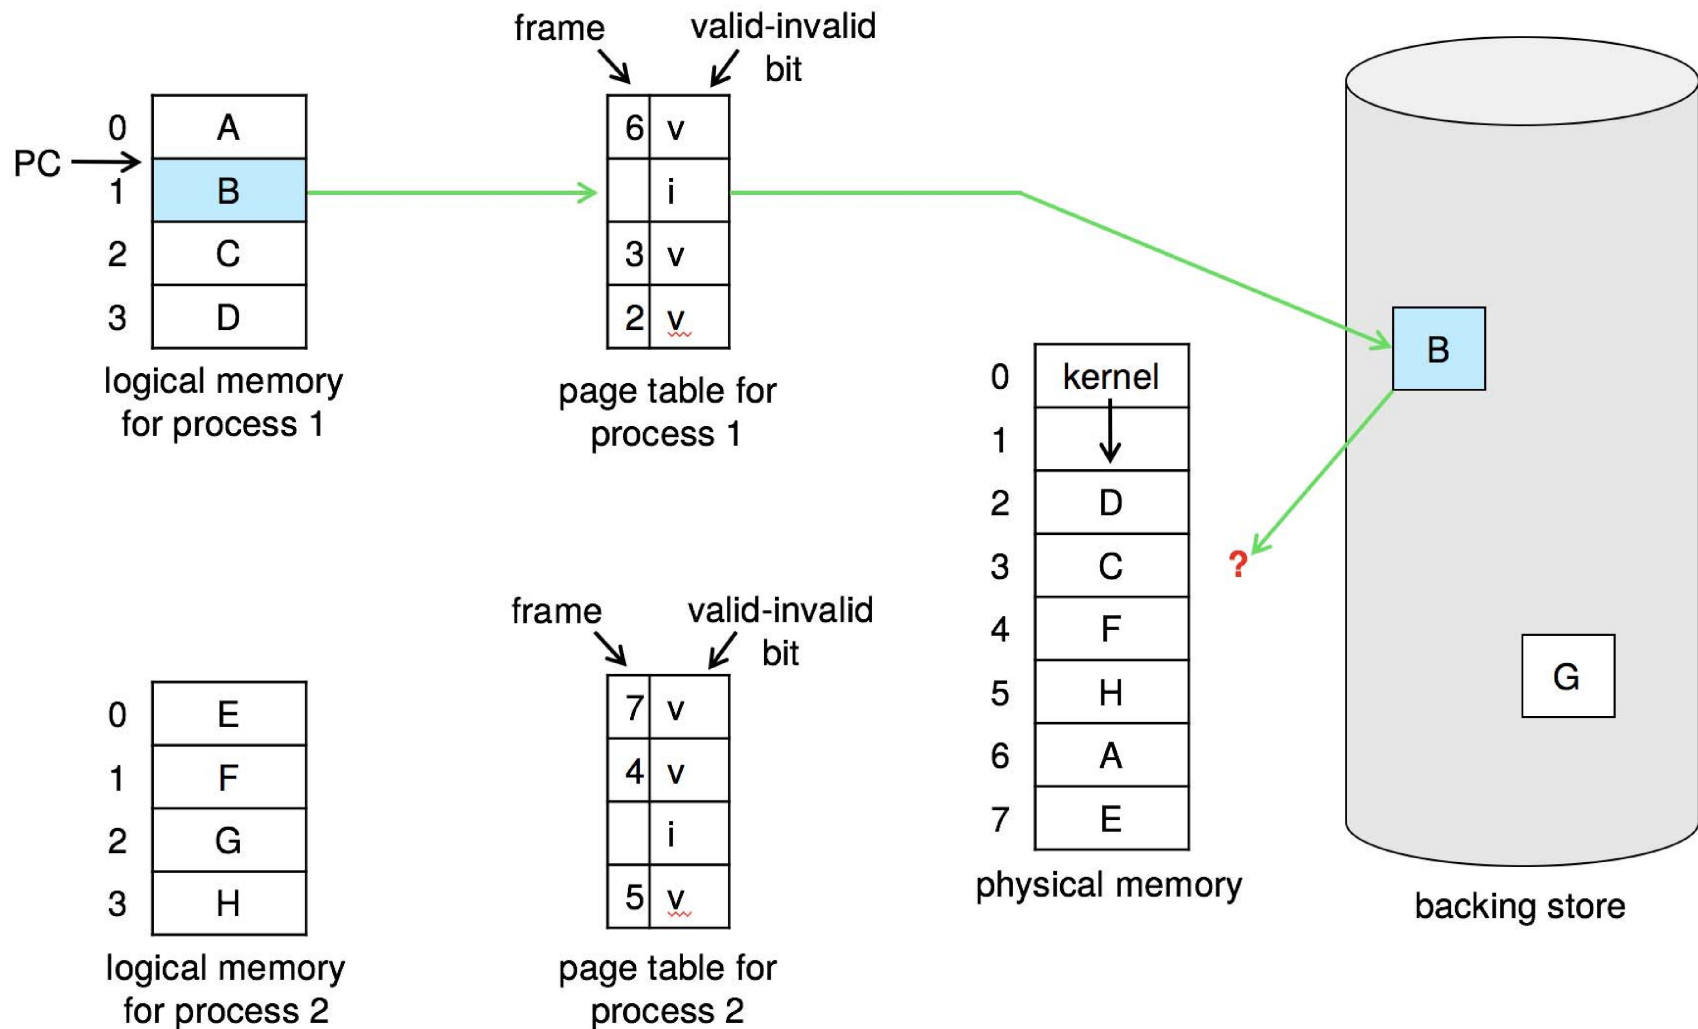 frame
valid-invalid
bit
PC
0
A
1
B
2
C
3
D
logical memory
for process 1
6 v
i
3 v
2 v
page table for
process 1
frame
valid-invalid
bit
0
E
1
F
2
G
3
H
logical memory
for process 2
7 v
4 v
i
5 v
page table for
process 2
0
kernel
1
2
D
3
C
4
F
5
H
6
A
7
E
physical memory
?
B
G
backing store